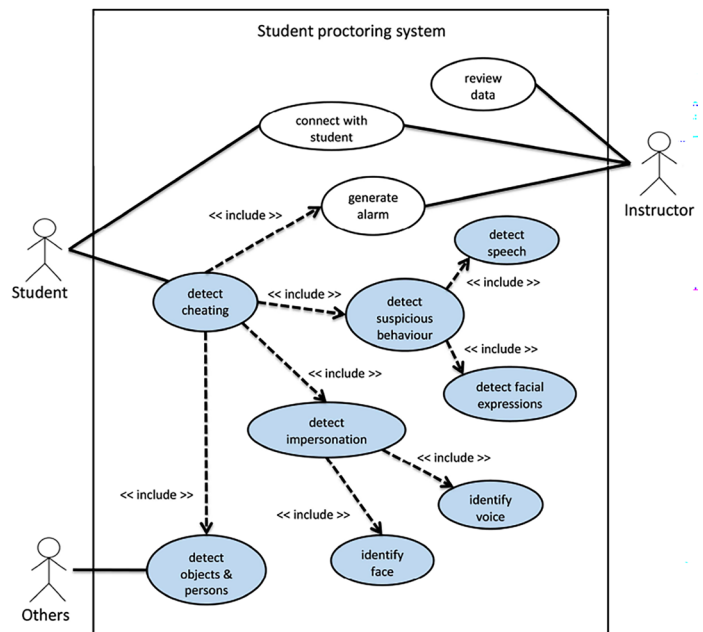 Student proctoring system
review
data
connect with
student
Instructor
<< include >>
generate
alarm
detect
speech
Student
detect
cheating
<< include >>
detect
suspicious
behaviour
<< include >>
<< include >>
<< include >>
detect facial
expressions
detect
impersonation
<< include >>
<< include >>
identify
voice
<< include >>
detect
objects &
persons
identify
face
Others